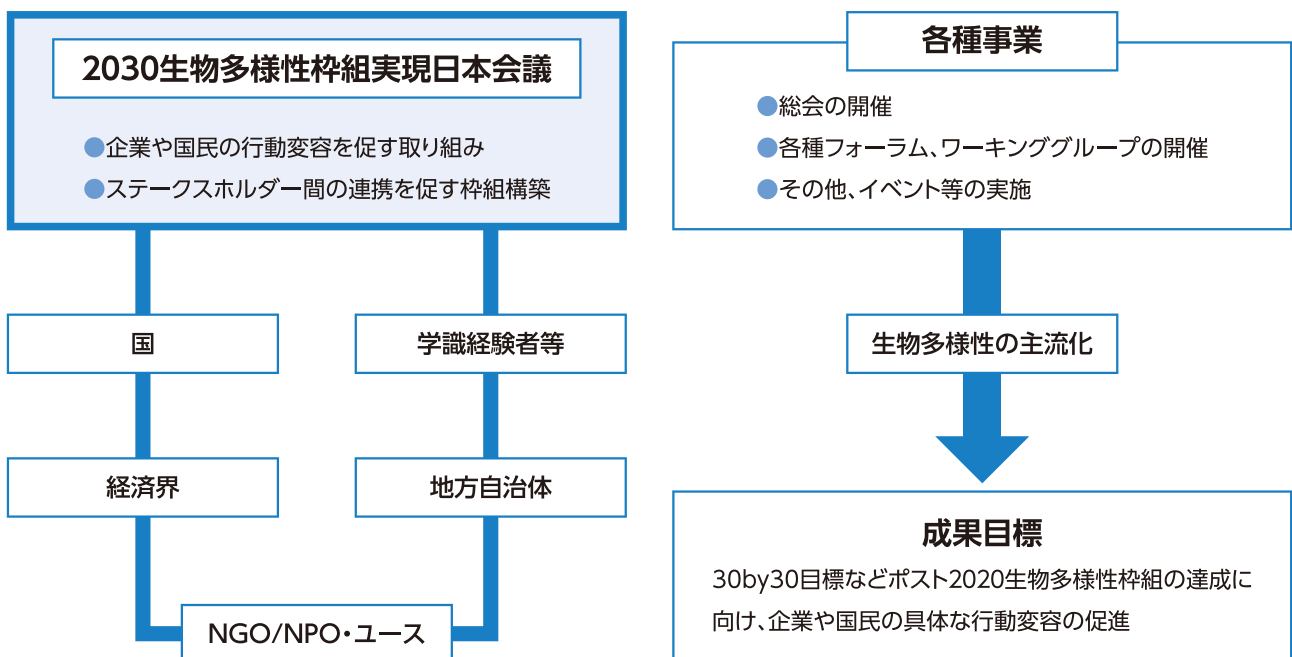 2030生物多様性枠組実現日本会議
●企業や国民の行動変容を促す取り組み
●ステークスホルダー間の連携を促す枠組構築
国
学識経験者等
経済界
地方自治体
NGO/NPO・ユース
各種事業
●総会の開催
●各種フォーラム、ワーキンググループの開催
●その他、イベント等の実施
生物多様性の主流化
成果目標
30by30目標などポスト2020生物多様性枠組の達成に
向け、企業や国民の具体な行動変容の促進